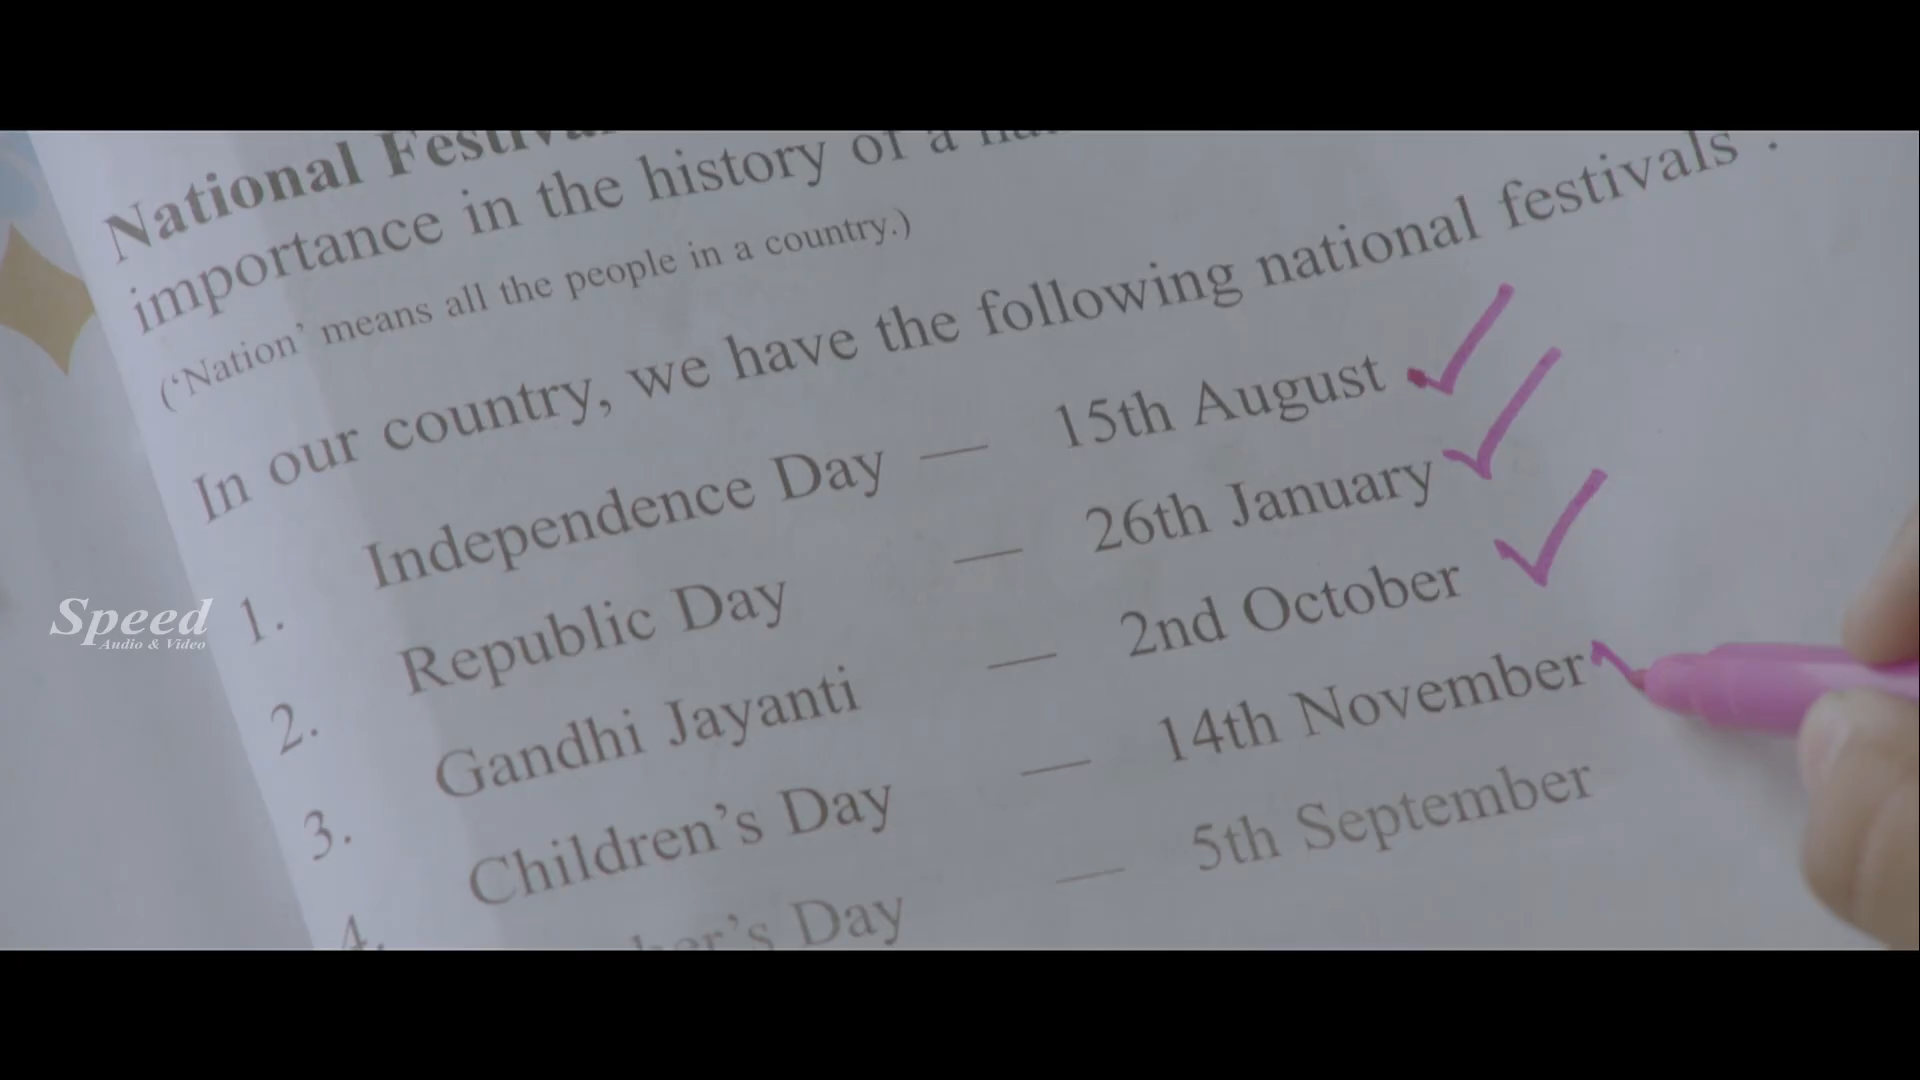 National
importance in the history of a
(‘Nation’ means all the people in a country.)
In our country, we have the following national festivals :
1. Independence Day — 15th August
2. Republic Day — 26th January
3. Gandhi Jayanti — 2nd October
4. Children’s Day — 14th November
Day — 5th September
Speed
Audio & Video